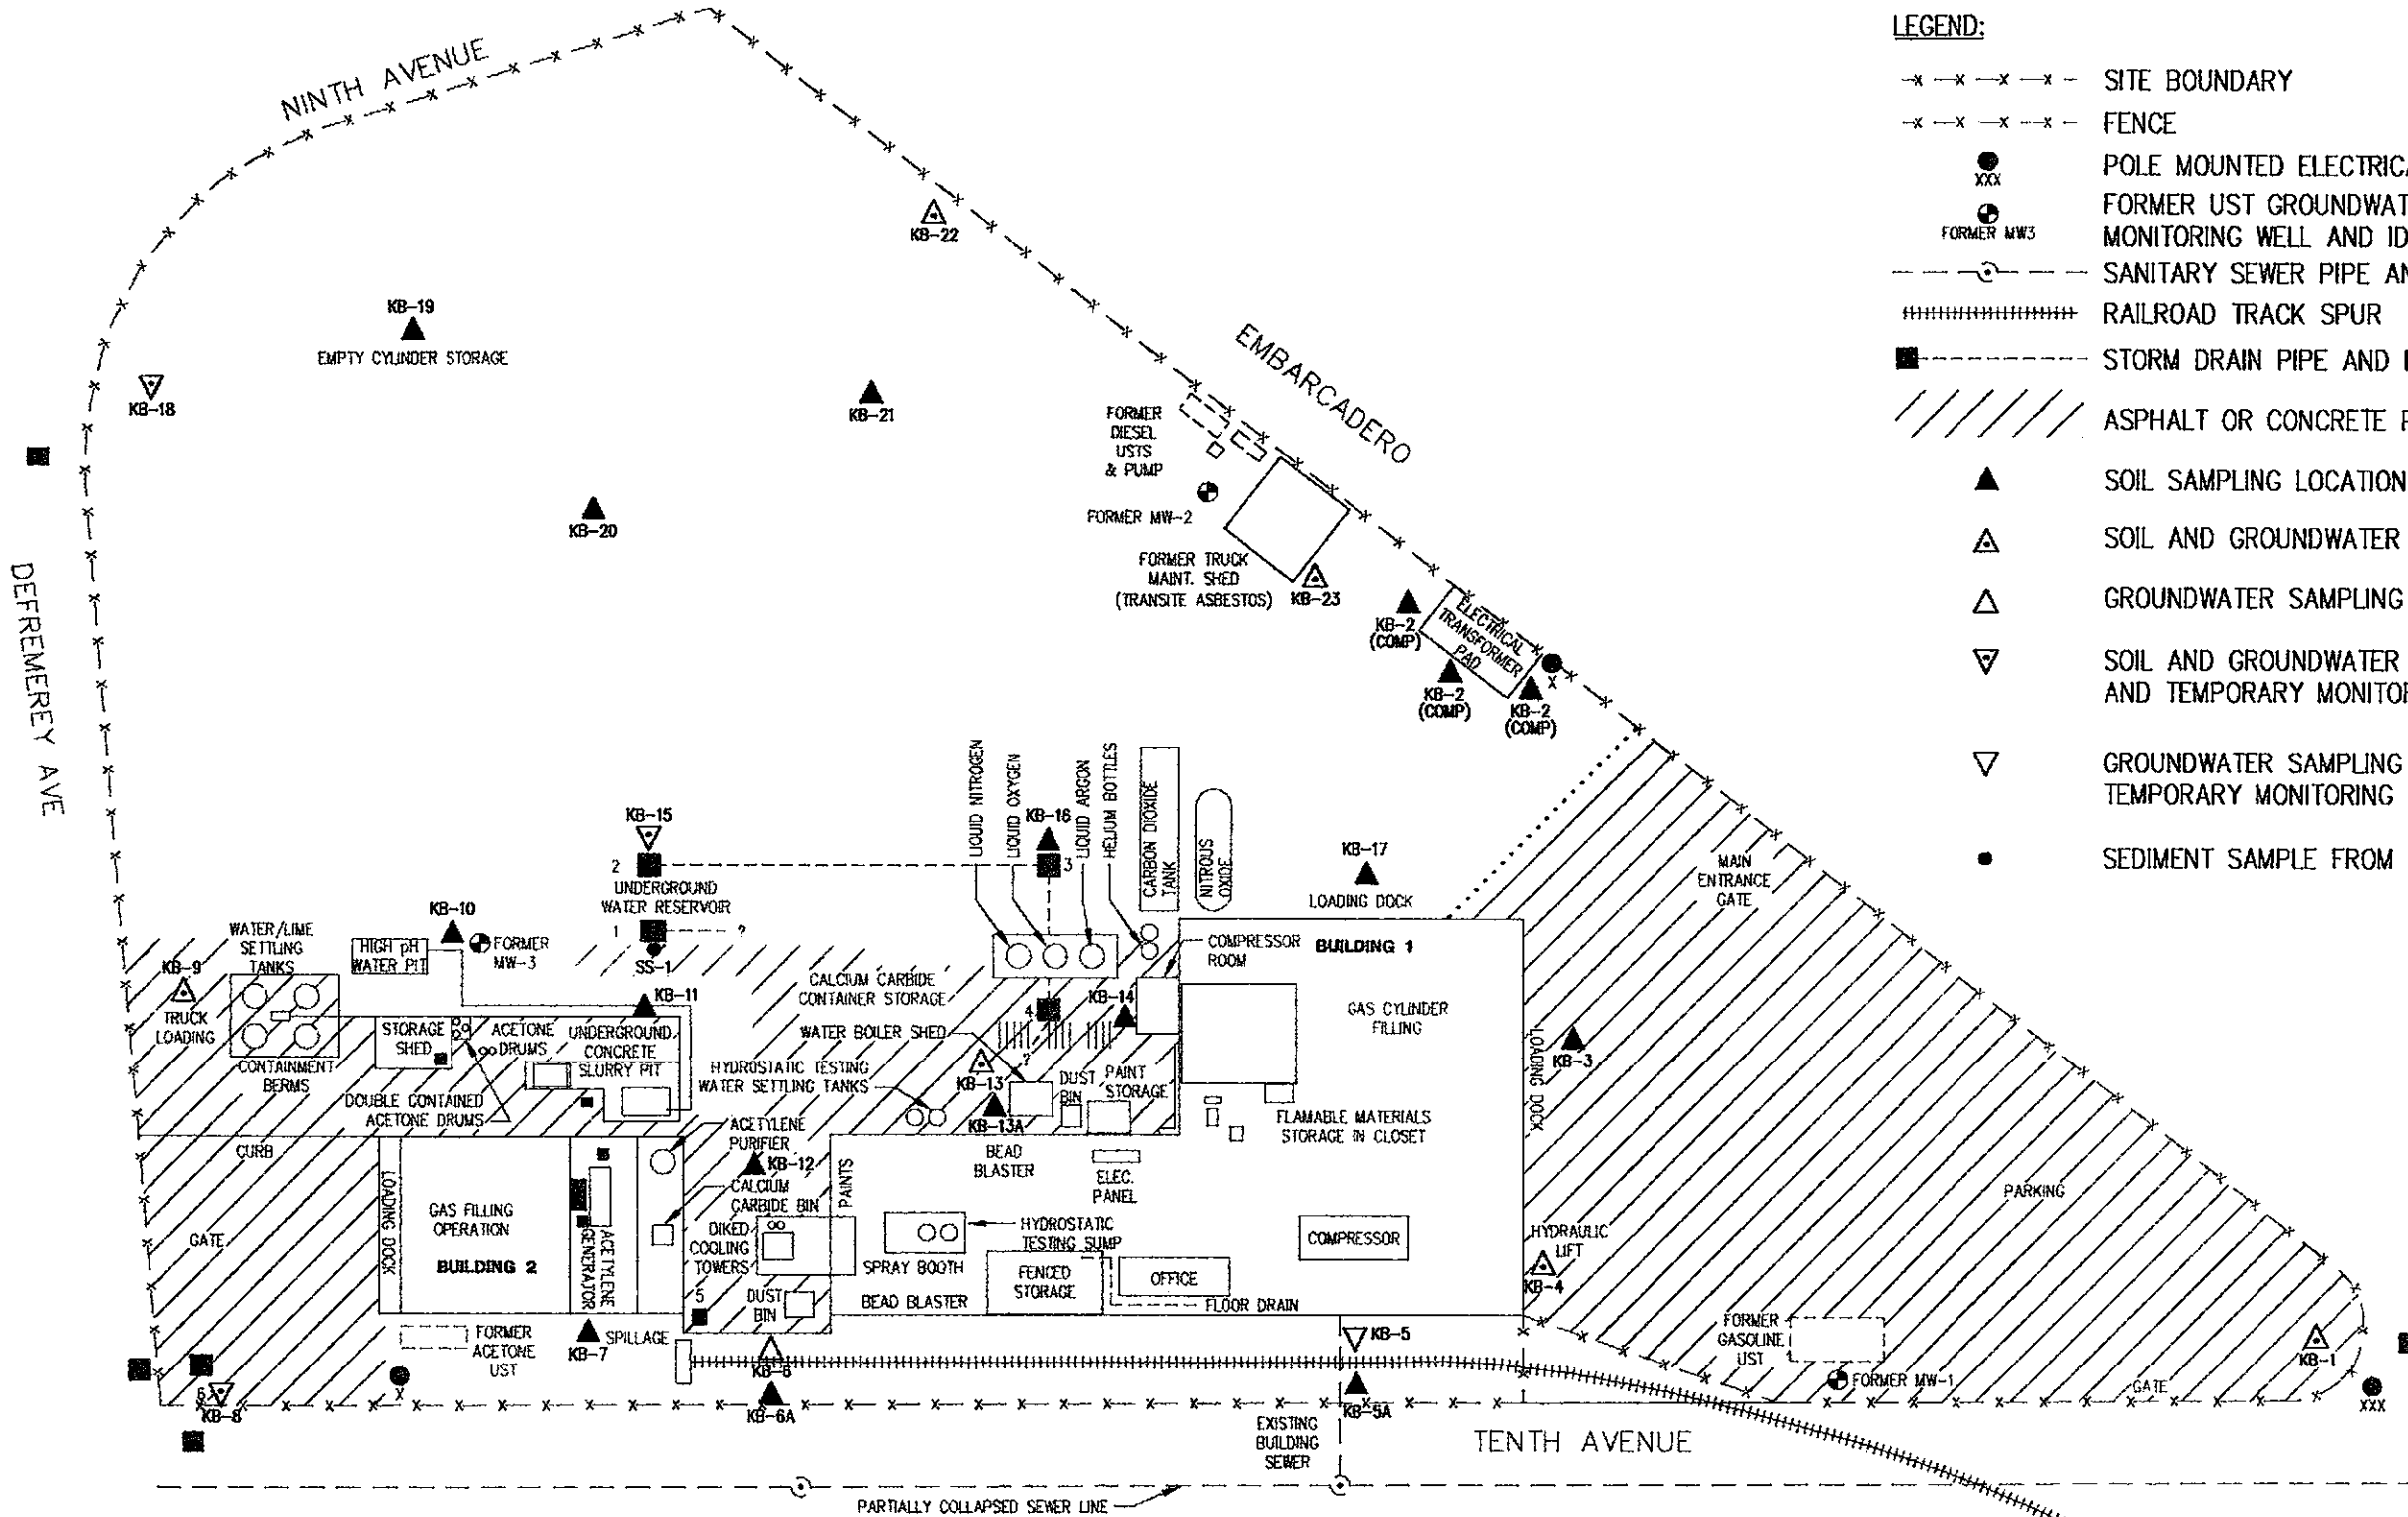 LEGEND:
SITE BOUNDARY
FENCE
XXX
POLE MOUNTED ELECTRICA
FORMER MW3
FORMER UST GROUNDWAT
MONITORING WELL AND ID
SANITARY SEWER PIPE AN
RAILROAD TRACK SPUR
STORM DRAIN PIPE AND
ASPHALT OR CONCRETE P
SOIL SAMPLING LOCATION
SOIL AND GROUNDWATER
GROUNDWATER SAMPLING
SOIL AND GROUNDWATER
AND TEMPORARY MONITOR
GROUNDWATER SAMPLING
TEMPORARY MONITORING
SEDIMENT SAMPLE FROM
NINTH AVENUE
KB-22
KB-19
EMPTY CYLINDER STORAGE
KB-18
KB-21
KB-20
EMBARCADERO
FORMER
DIESEL
USTS
& PUMP
FORMER MW-2
FORMER TRUCK
MAINT. SHED
(TRANSITE ASBESTOS)
KB-23
KB-2
(COMP)
ELECTRICAL
TRANSFORMER
PAD
KB-2
(COMP)
KB-2
(COMP)
X
DEFREMEREY AVE
KB-15
2
UNDERGROUND
WATER RESERVOIR
1
?
SS-1
LIQUID NITROGEN
LIQUID OXYGEN
KB-16
3
LIQUID ARGON
HELIUM BOTTLES
CARBON DIOXIDE
TANK
NITROUS
OXIDE
KB-17
LOADING DOCK
MAIN
ENTRANCE
GATE
KB-10
FORMER
MW-3
HIGH pH
WATER PIT
WATER/LIME
SETTLING
TANKS
KB-9
TRUCK
LOADING
CONTAINMENT
BERMS
STORAGE
SHED
ACETONE
DRUMS
KB-11
UNDERGROUND
CONCRETE
SLURRY PIT
DOUBLE CONTAINED
ACETONE DRUMS
CALCIUM CARBIDE
CONTAINER STORAGE
WATER BOILER SHED
HYDROSTATIC TESTING
WATER SETTLING TANKS
4
?
KB-14
KB-13
KB-13A
DUST
BIN
PAINT
STORAGE
COMPRESSOR
ROOM
BUILDING 1
GAS CYLINDER
FILLING
FLAMABLE MATERIALS
STORAGE IN CLOSET
LOADING DOCK
KB-3
CURB
GATE
LOADING DOCK
GAS FILLING
OPERATION
BUILDING 2
ACETYLENE
GENERATOR
ACETYLENE
PURIFIER
KB-12
CALCIUM
CARBIDE BIN
DIKED
COOLING
TOWERS
PAINTS
5
DUST
BIN
BEAD
BLASTER
ELEC.
PANEL
HYDROSTATIC
TESTING SUMP
SPRAY BOOTH
BEAD BLASTER
FENCED
STORAGE
OFFICE
FLOOR DRAIN
COMPRESSOR
HYDRAULIC
LIFT
KB-4
PARKING
FORMER
ACETONE
UST
KB-7
SPILLAGE
X
6
KB-8
KB-6
KB-6A
KB-5
KB-5A
FORMER
GASOLINE
UST
FORMER MW-1
GATE
KB-1
XXX
EXISTING
BUILDING
SEWER
TENTH AVENUE
PARTIALLY COLLAPSED SEWER LINE